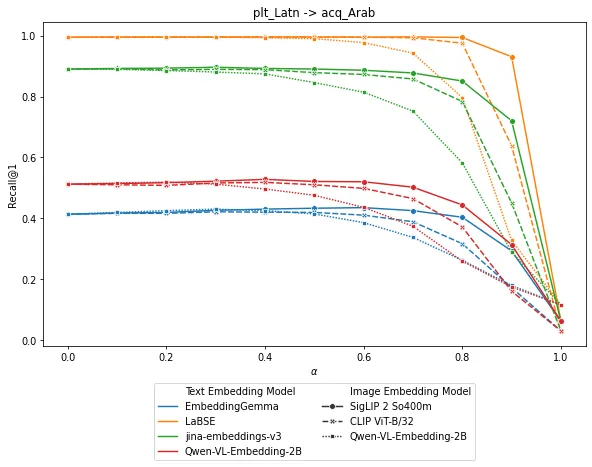 plt_Latn -> acq_Arab
Recall@1
1.0
0.8
0.6
0.4
0.2
0.0
0.0 0.2 0.4 0.6 0.8 1.0
α
Text Embedding Model
EmbeddingGemma
LaBSE
jina-embeddings-v3
Qwen-VL-Embedding-2B
Image Embedding Model
SigLIP 2 So400m
CLIP ViT-B/32
Qwen-VL-Embedding-2B